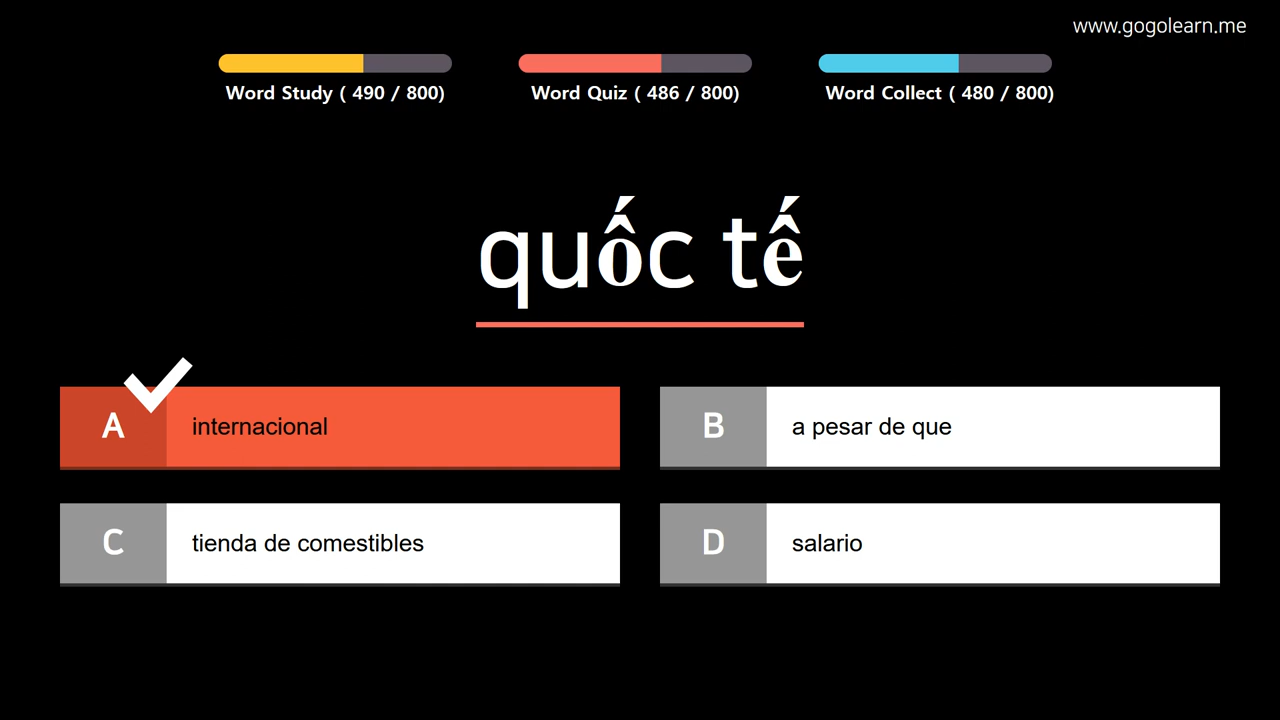 www.gogolearn.me
Word Study ( 490 / 800)
Word Quiz ( 486 / 800)
Word Collect ( 480 / 800)
quốc tế
A internacional
B a pesar de que
C tienda de comestibles
D salario